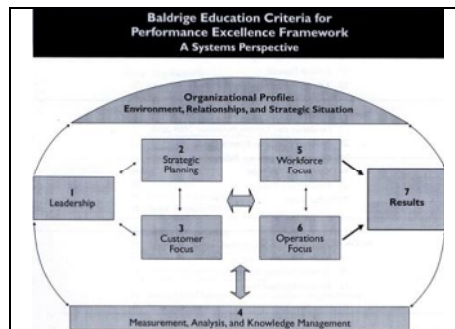 Baldrige Education Criteria for
Performance Excellence Framework
A Systems Perspective
Organizational Profile:
Environment, Relationships, and Strategic Situation
2
Strategic
Planning
5
Workforce
Focus
1
Leadership
7
Results
3
Customer
Focus
6
Operations
Focus
4
Measurement, Analysis, and Knowledge Management